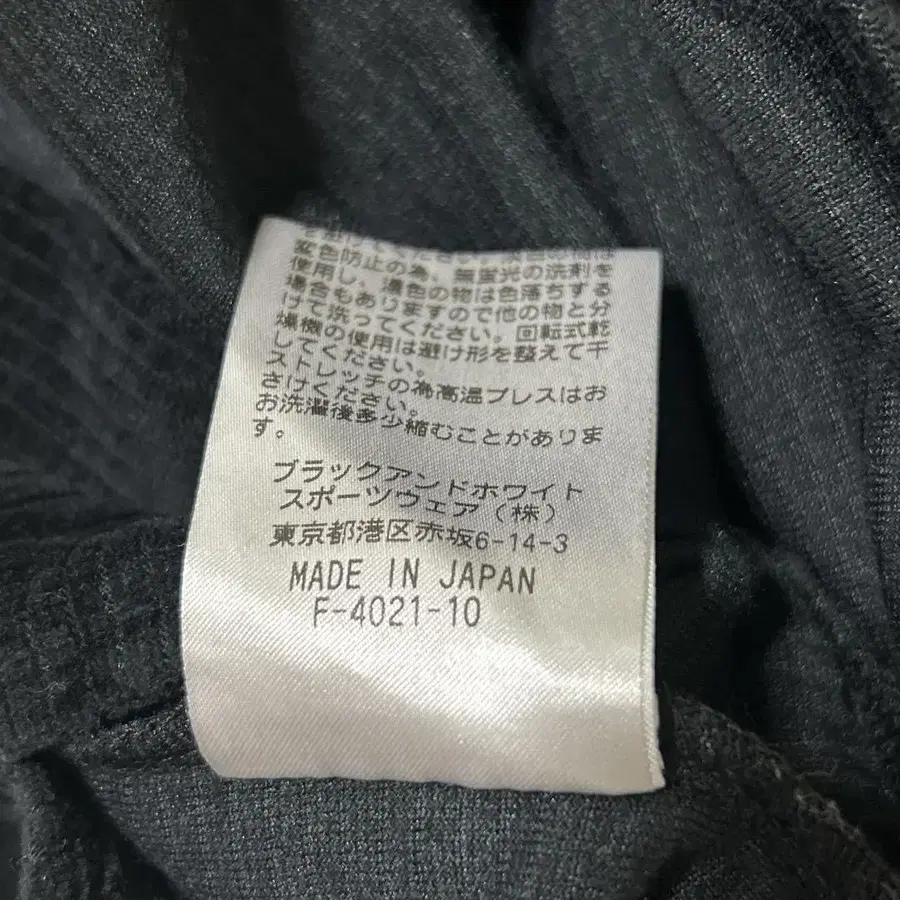 変色防止の為、無蛍光の洗剤を
使用し、濃色の物は色落ちする
場合もありますので他の物と分
けて洗ってください。回転式乾
燥機の使用は避け形を整えて干
してください。
ストレッチの為高温プレスはお
さけください。
お洗濯後多少縮むことがありま
す。
ブラックアンドホワイト
スポーツウェア(株)
東京都港区赤坂6-14-3
MADE IN JAPAN
F-4021-10